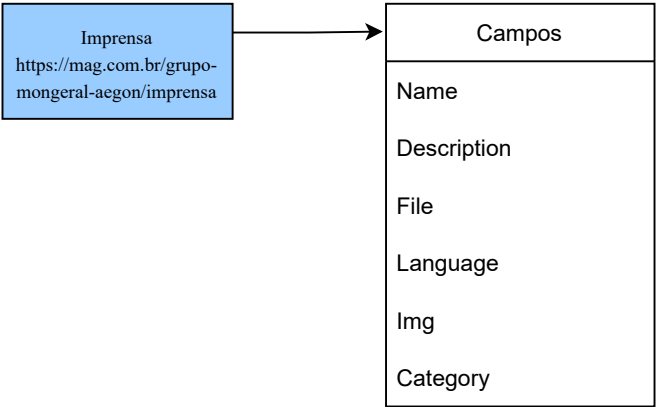 Imprensa
https://mag.com.br/grupo-
mongeral-aegon/imprensa
Campos
Name
Description
File
Language
Img
Category